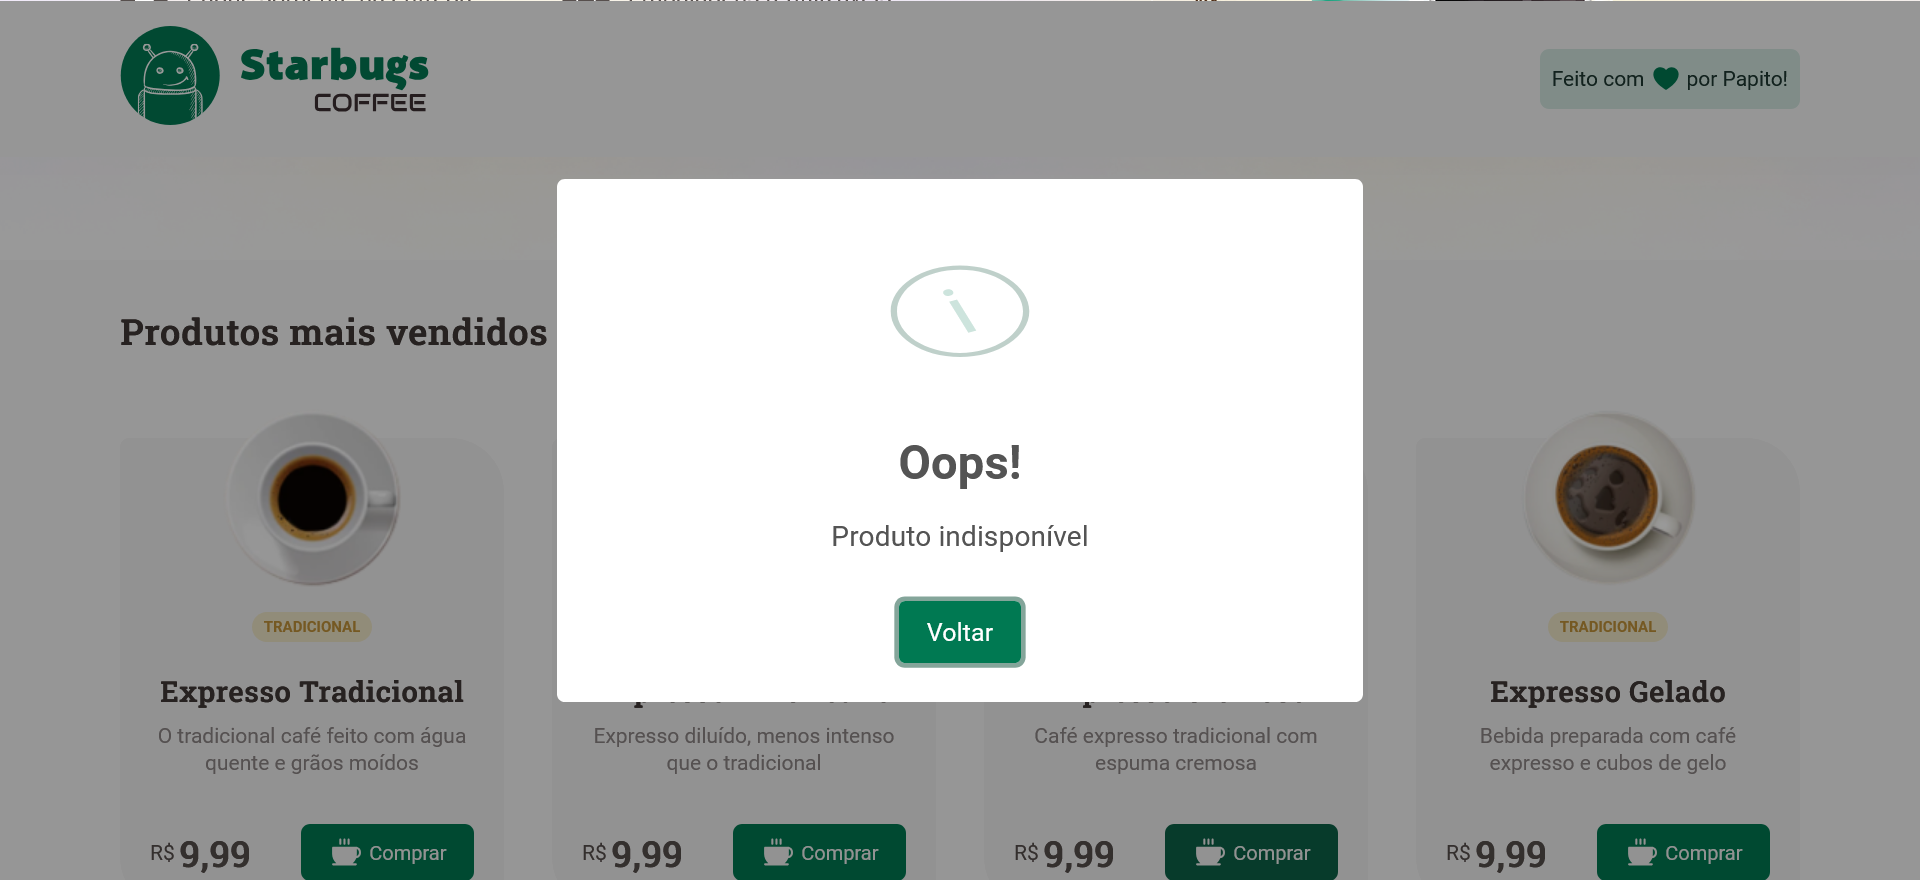 Starbugs
COFFEE
Feito com por Papito!
Produtos mais vendidos
i
Oops!
Produto indisponível
Voltar
TRADICIONAL
TRADICIONAL
Expresso Tradicional
Expresso Gelado
O tradicional café feito com água
quente e grãos moídos
Expresso diluído, menos intenso
que o tradicional
Café expresso tradicional com
espuma cremosa
Bebida preparada com café
expresso e cubos de gelo
R$ 9,99
Comprar
R$ 9,99
Comprar
R$ 9,99
Comprar
R$ 9,99
Comprar